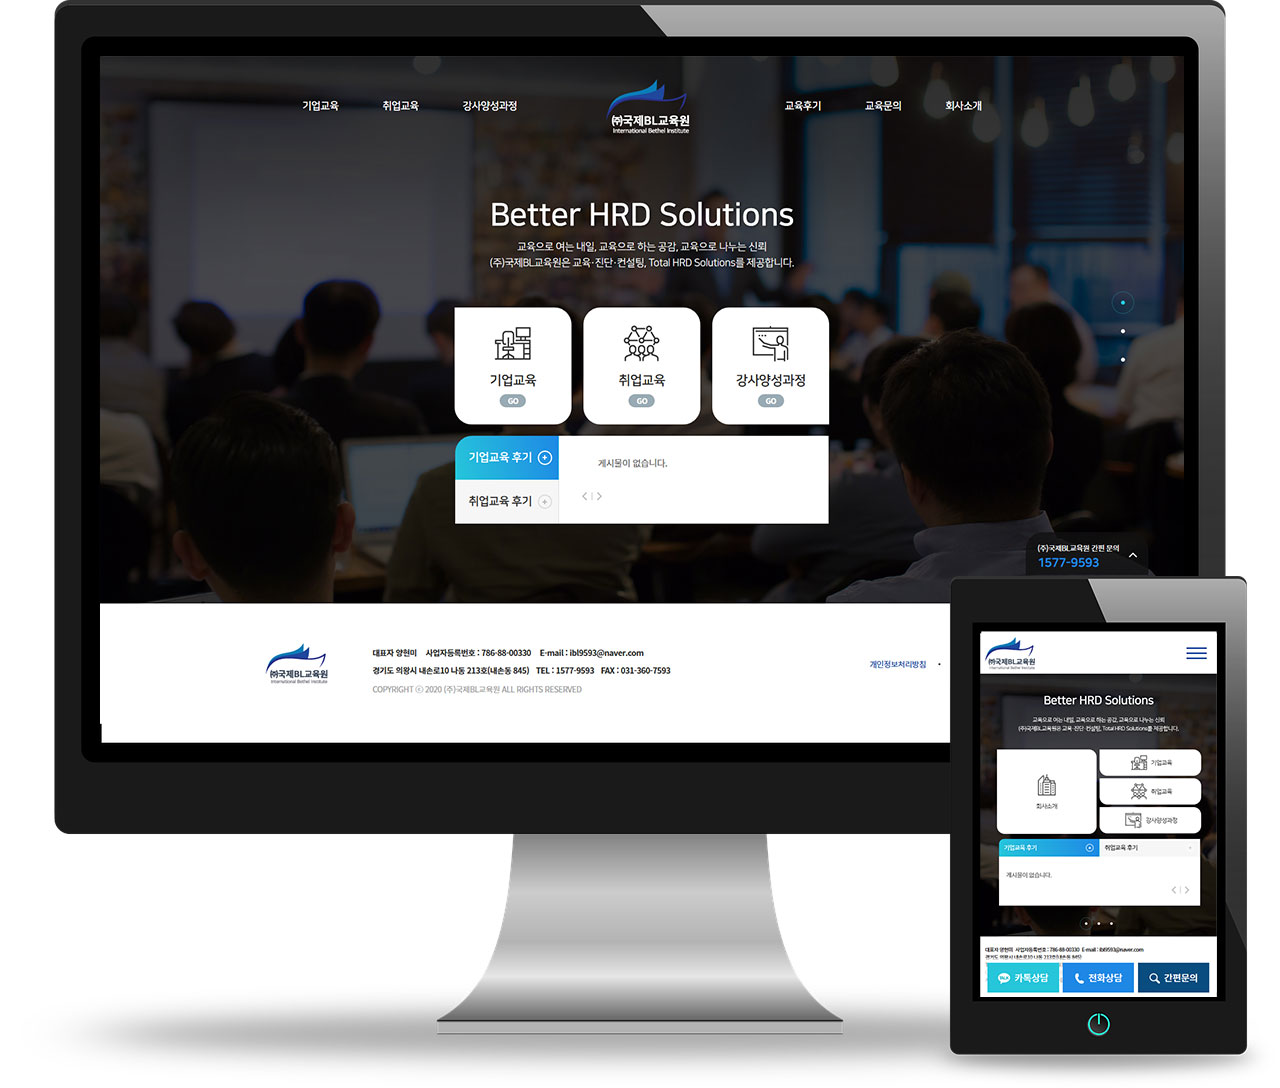 기업교육 취업교육 강사양성과정 ㈜국제BL교육원 교육후기 교육문의 회사소개
International Bethel Institute
Better HRD Solutions
교육으로 여는 내일, 교육으로 하는 공감, 교육으로 나누는 신뢰
(주)국제BL교육원은 교육·진단·컨설팅, Total HRD Solutions를 제공합니다.
기업교육 취업교육 강사양성과정
GO GO GO
기업교육 후기
게시물이 없습니다.
취업교육 후기
(주)국제BL교육원 간편 문의
1577-9593
㈜국제BL교육원
International Bethel Institute
대표자 양현미 사업자등록번호 : 786-88-00330 E-mail : ibl9593@naver.com
경기도 의왕시 내손로10 나동 213호(내손동 845) TEL : 1577-9593 FAX : 031-360-7593
COPYRIGHT ⓒ 2020 (주)국제BL교육원 ALL RIGHTS RESERVED
개인정보처리방침
㈜국제BL교육원
International Bethel Institute
Better HRD Solutions
교육으로 여는 내일, 교육으로 하는 공감, 교육으로 나누는 신뢰
(주)국제BL교육원은 교육·진단·컨설팅, Total HRD Solutions를 제공합니다.
회사소개
기업교육
취업교육
강사양성과정
기업교육 후기 취업교육 후기
게시물이 없습니다.
대표자 양현미 사업자등록번호 : 786-88-00330 E-mail : ibl9593@naver.com
경기도 의왕시 내손로10 나동 213호(내손동 845)
카톡상담 전화상담 간편문의